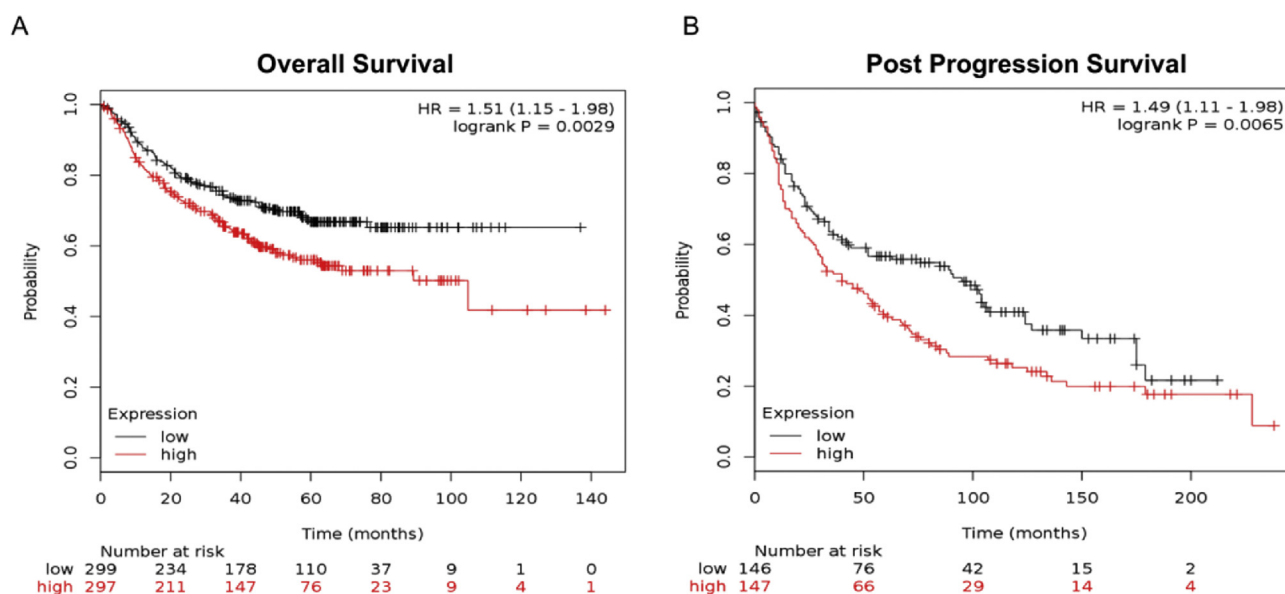 A
Overall Survival
HR = 1.51 (1.15 - 1.98)
logrank P = 0.0029
Probability
1.0
0.8
0.6
0.4
0.2
0.0
Expression
low
high
0 20 40 60 80 100 120 140
Time (months)
Number at risk
low 299 234 178 110 37 9 1 0
high 297 211 147 76 23 9 4 1
B
Post Progression Survival
HR = 1.49 (1.11 - 1.98)
logrank P = 0.0065
Probability
1.0
0.8
0.6
0.4
0.2
0.0
Expression
low
high
0 50 100 150 200
Time (months)
Number at risk
low 146 76 42 15 2
high 147 66 29 14 4